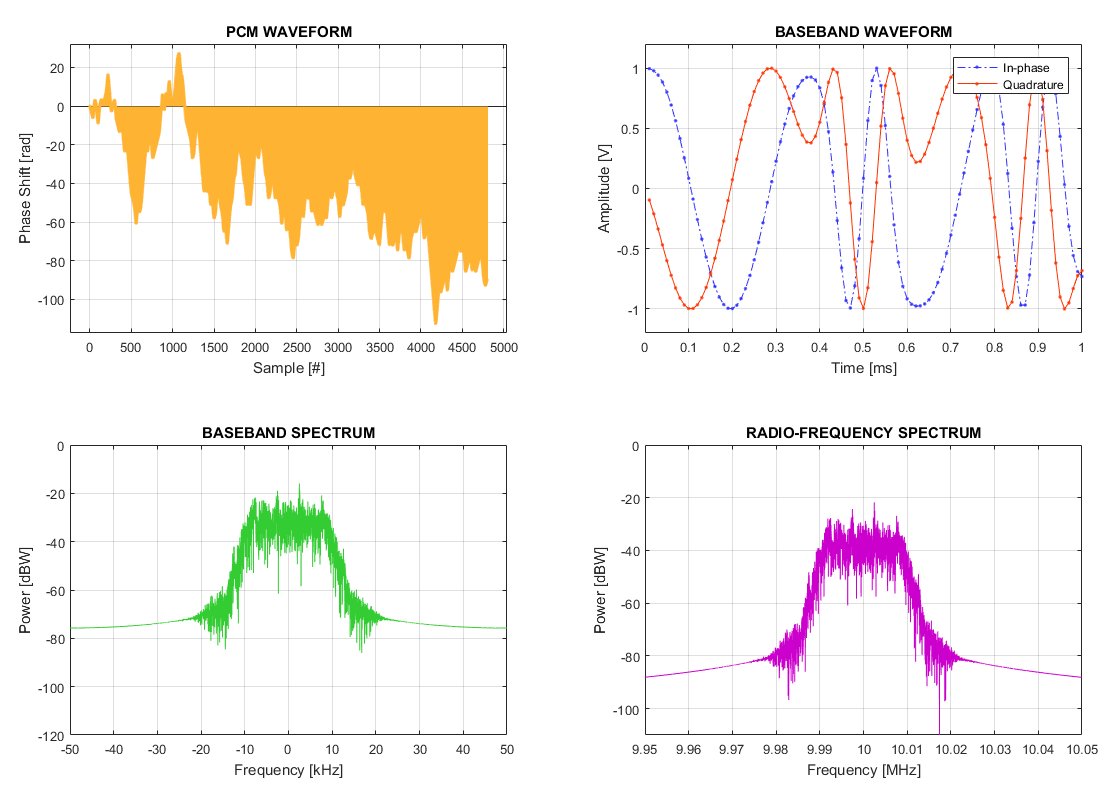 PCM WAVEFORM
Phase Shift [rad]
20
0
-20
-40
-60
-80
-100
0 500 1000 1500 2000 2500 3000 3500 4000 4500 5000
Sample [#]
BASEBAND WAVEFORM
In-phase
Quadrature
Amplitude [V]
1
0.5
0
-0.5
-1
0 0.1 0.2 0.3 0.4 0.5 0.6 0.7 0.8 0.9 1
Time [ms]
BASEBAND SPECTRUM
Power [dBW]
0
-20
-40
-60
-80
-100
-120
-50 -40 -30 -20 -10 0 10 20 30 40 50
Frequency [kHz]
RADIO-FREQUENCY SPECTRUM
Power [dBW]
0
-20
-40
-60
-80
-100
9.95 9.96 9.97 9.98 9.99 10 10.01 10.02 10.03 10.04 10.05
Frequency [MHz]